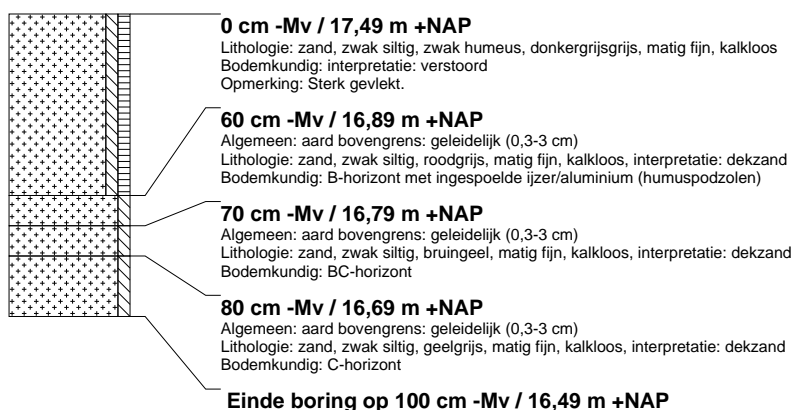 0 cm -Mv / 17,49 m +NAP
Lithologie: zand, zwak siltig, zwak humeus, donkergrijsgrijs, matig fijn, kalkloos
Bodemkundig: interpretatie: verstoord
Opmerking: Sterk gevlekt.
60 cm -Mv / 16,89 m +NAP
Algemeen: aard bovengrens: geleidelijk (0,3-3 cm)
Lithologie: zand, zwak siltig, roodgrijs, matig fijn, kalkloos, interpretatie: dekzand
Bodemkundig: B-horizont met ingespoelde ijzer/aluminium (humuspodzolen)
70 cm -Mv / 16,79 m +NAP
Algemeen: aard bovengrens: geleidelijk (0,3-3 cm)
Lithologie: zand, zwak siltig, bruingeel, matig fijn, kalkloos, interpretatie: dekzand
Bodemkundig: BC-horizont
80 cm -Mv / 16,69 m +NAP
Algemeen: aard bovengrens: geleidelijk (0,3-3 cm)
Lithologie: zand, zwak siltig, geelgrijs, matig fijn, kalkloos, interpretatie: dekzand
Bodemkundig: C-horizont
Einde boring op 100 cm -Mv / 16,49 m +NAP